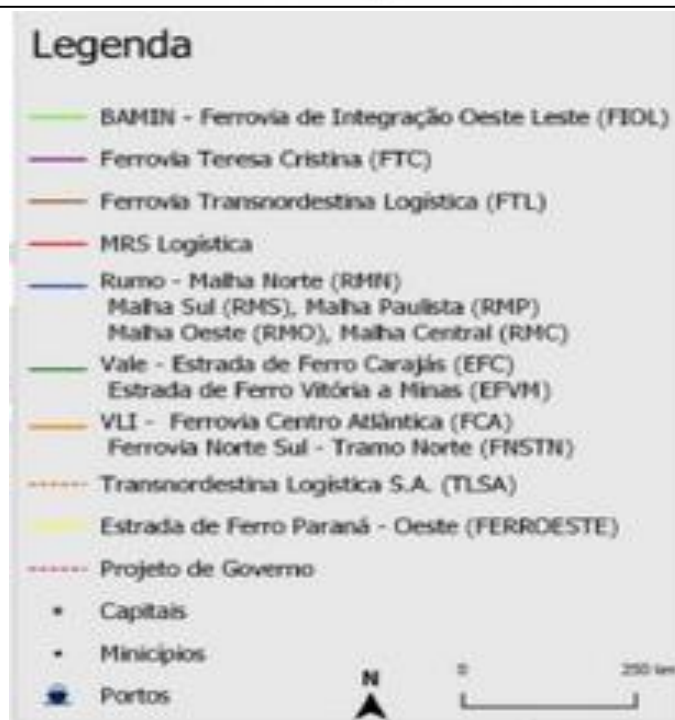 Legenda
BAMIN - Ferrovia de Integração Oeste Leste (FIOL)
Ferrovia Teresa Cristina (FTC)
Ferrovia Transnordestina Logística (FTL)
MRS Logística
Rumo - Malha Norte (RMN)
Malha Sul (RMS), Malha Paulista (RMP)
Malha Oeste (RMO), Malha Central (RMC)
Vale - Estrada de Ferro Carajás (EFC)
Estrada de Ferro Vitória a Minas (EFVM)
VLI - Ferrovia Centro Atlântica (FCA)
Ferrovia Norte Sul - Tramo Norte (FNSTN)
Transnordestina Logística S.A. (TLSA)
Estrada de Ferro Paraná - Oeste (FERROESTE)
Projeto de Governo
Capitais
Minicípios
Portos
N
0 250 km